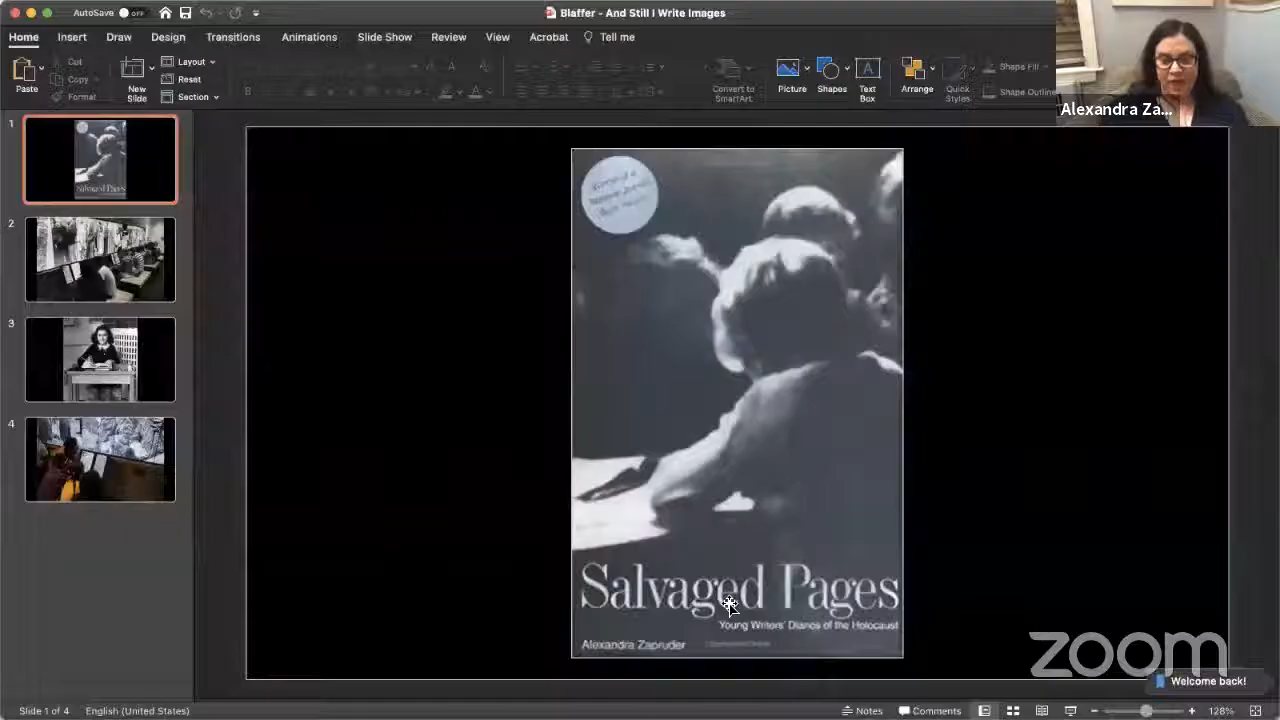 AutoSave OFF
Blaffer - And Still I Write Images
Home Insert Draw Design Transitions Animations Slide Show Review View Acrobat Tell me
Paste
Cut
Copy
Format
New Slide
Layout
Reset
Section
Convert to SmartArt
Picture
Shapes
Text Box
Arrange
Quick Styles
Shape Fill
Shape Outline
Alexandra Za...
1
2
3
4
Salvaged Pages
Young Writers' Diaries of the Holocaust
Alexandra Zapruder
zoom
Welcome back!
Slide 1 of 4 English (United States) Notes Comments 128%